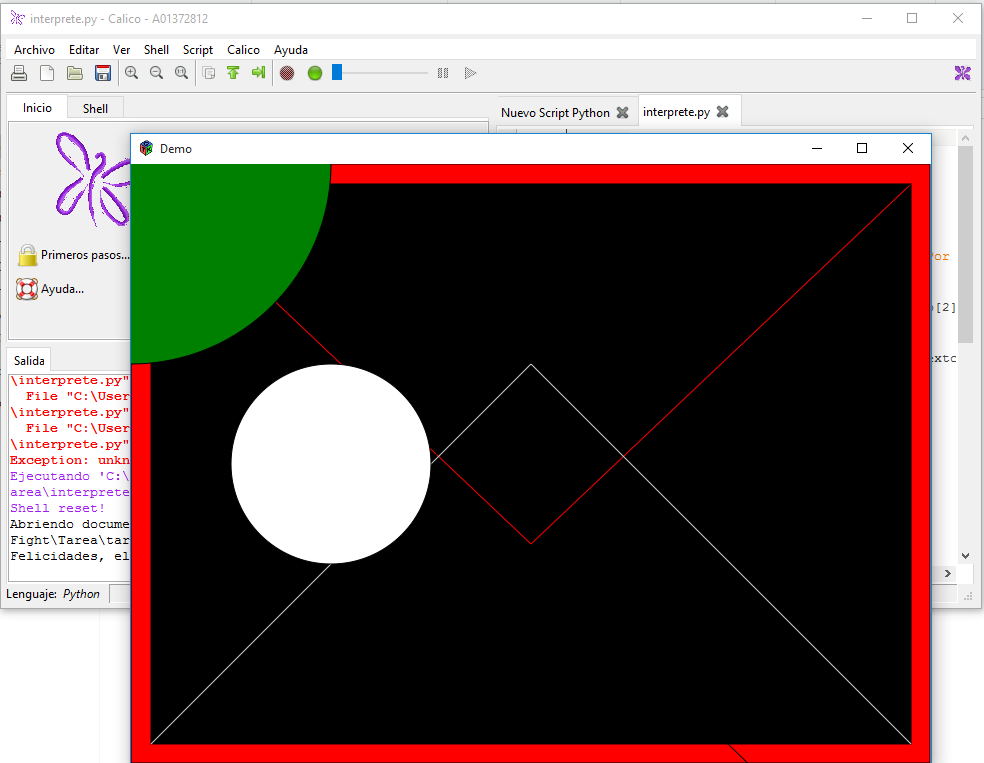 interprete.py - Calico - A01372812
Archivo Editar Ver Shell Script Calico Ayuda
Inicio Shell
Nuevo Script Python interprete.py
Demo
Primeros pasos...
Ayuda...
Por
[2]
Salida
\interprete.py"
File "C:\User
\interprete.py"
File "C:\User
\interprete.py"
Exception: unkn
Ejecutando 'C:\
area\interprete
Shell reset!
Abriendo docume
Fight\Tarea\tar
Felicidades, el
Lenguaje: Python